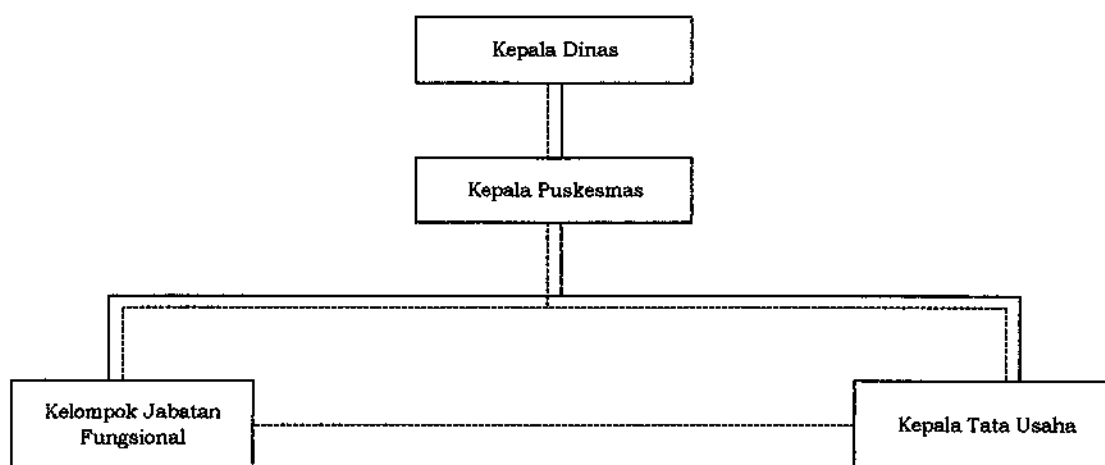 Kepala Dinas
Kepala Puskesmas
Kelompok Jabatan
Fungsional
Kepala Tata Usaha